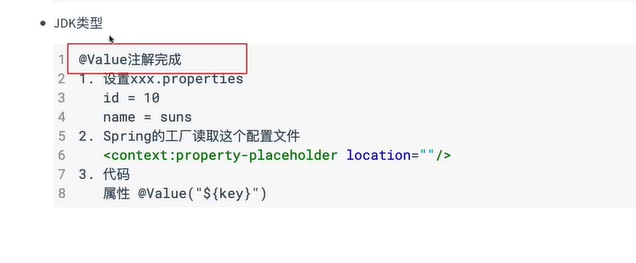 JDK类型
1 @Value注解完成
2 1. 设置xxx.properties
3 id = 10
4 name = suns
5 2. Spring的工厂读取这个配置文件
6 <context:property-placeholder location=""/>
7 3. 代码
8 属性 @Value("${key}")